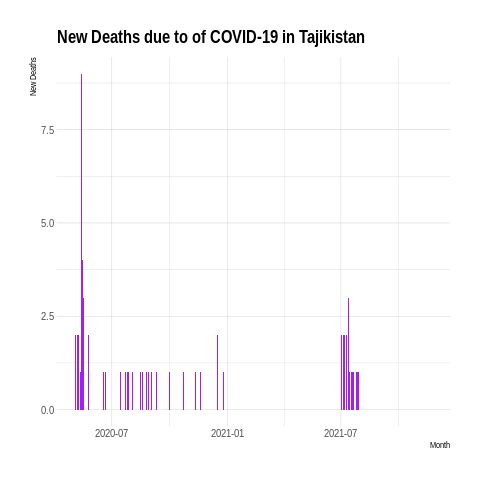 New Deaths due to of COVID-19 in Tajikistan
New Deaths
7.5
5.0
2.5
0.0
2020-07
2021-01
2021-07
Month